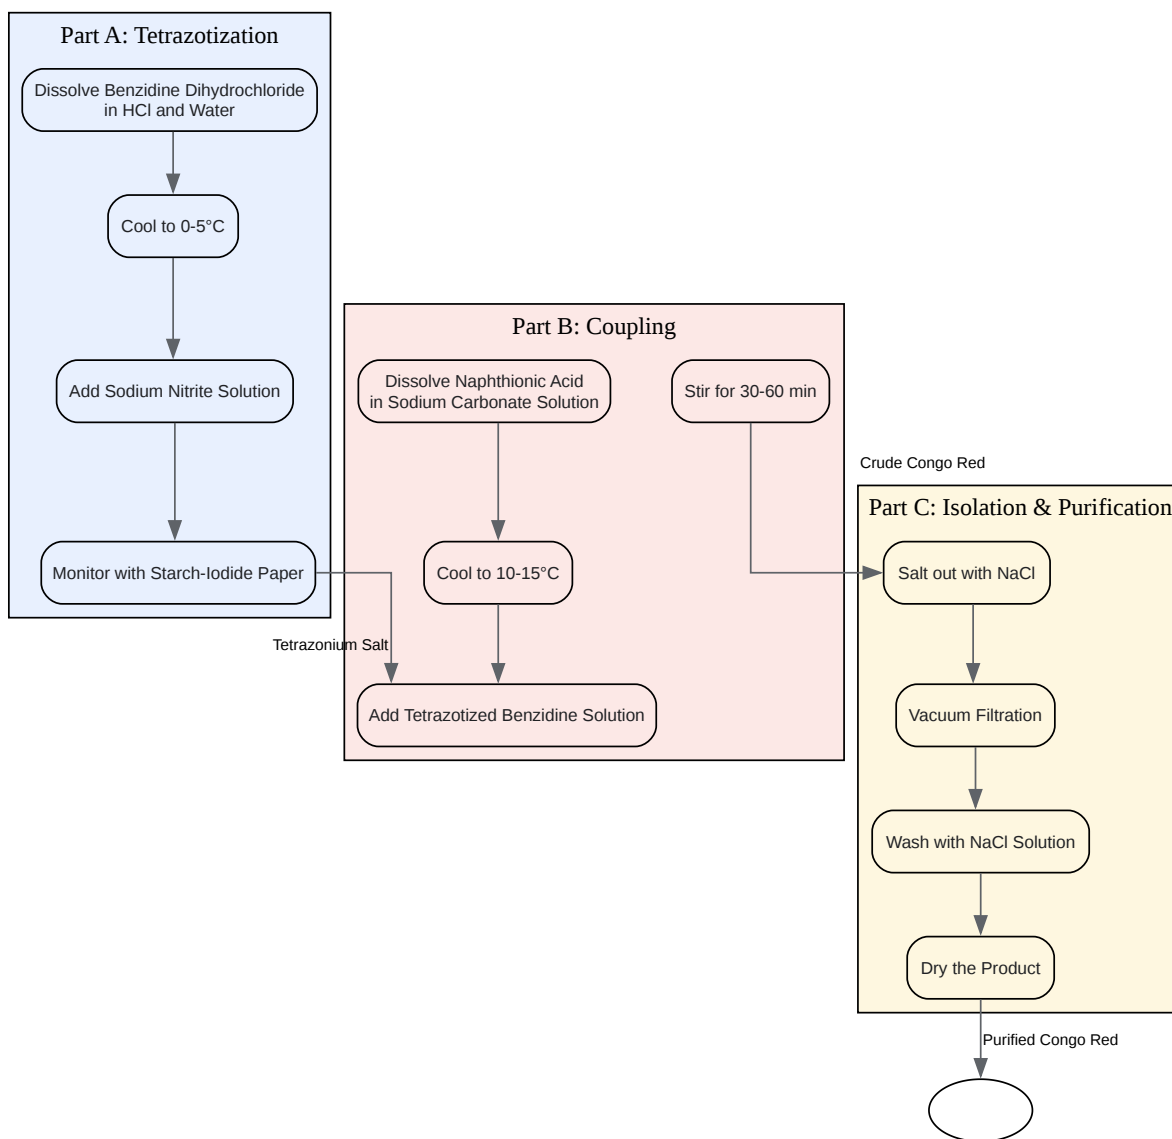 Part A: Tetrazotization
Dissolve Benzidine Dihydrochloride
in HCl and Water
Cool to 0-5°C
Add Sodium Nitrite Solution
Monitor with Starch-Iodide Paper
Tetrazonium Salt
Part B: Coupling
Dissolve Naphthionic Acid
in Sodium Carbonate Solution
Cool to 10-15°C
Add Tetrazotized Benzidine Solution
Stir for 30-60 min
Crude Congo Red
Part C: Isolation & Purification
Salt out with NaCl
Vacuum Filtration
Wash with NaCl Solution
Dry the Product
Purified Congo Red